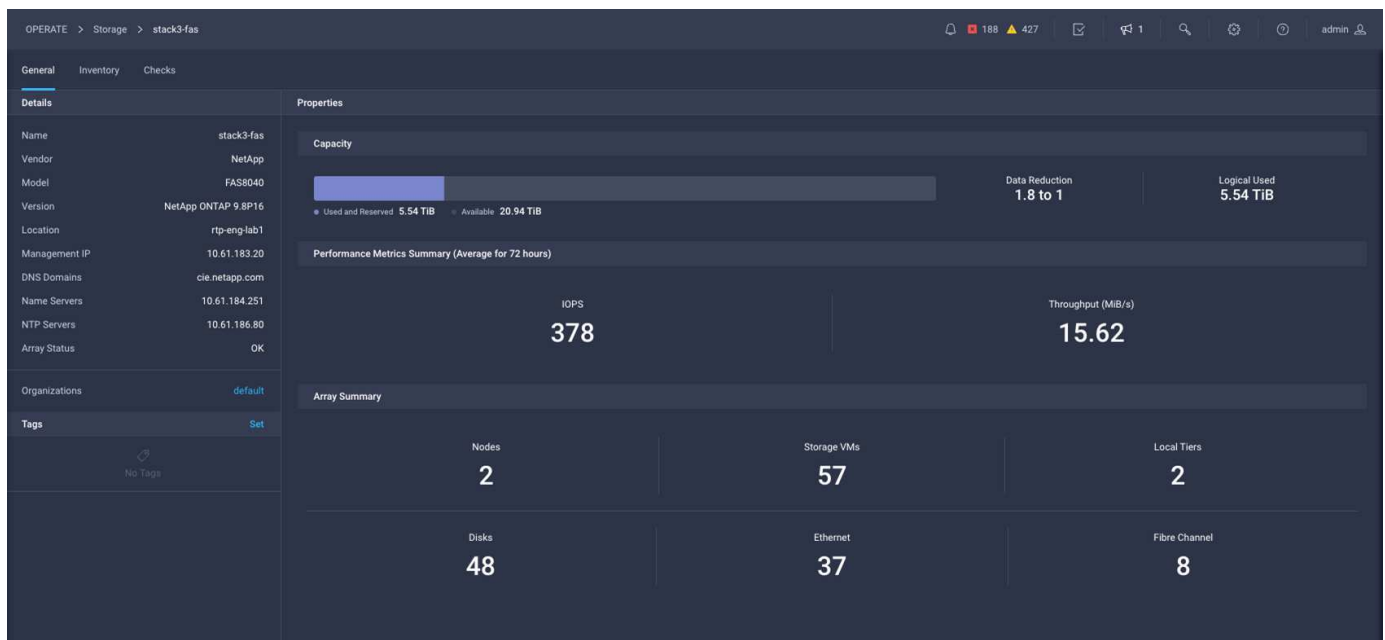 OPERATE > Storage > stack3-fas 188 427 1 admin
General Inventory Checks
Details
Name stack3-fas
Vendor NetApp
Model FAS8040
Version NetApp ONTAP 9.8P16
Location rtp-eng-lab1
Management IP 10.61.183.20
DNS Domains cie.netapp.com
Name Servers 10.61.184.251
NTP Servers 10.61.186.80
Array Status OK
Organizations default
Tags Set
No Tags
Properties
Capacity
Used and Reserved 5.54 TiB Available 20.94 TiB
Data Reduction
1.8 to 1
Logical Used
5.54 TiB
Performance Metrics Summary (Average for 72 hours)
IOPS
378
Throughput (MiB/s)
15.62
Array Summary
Nodes
2
Storage VMs
57
Local Tiers
2
Disks
48
Ethernet
37
Fibre Channel
8